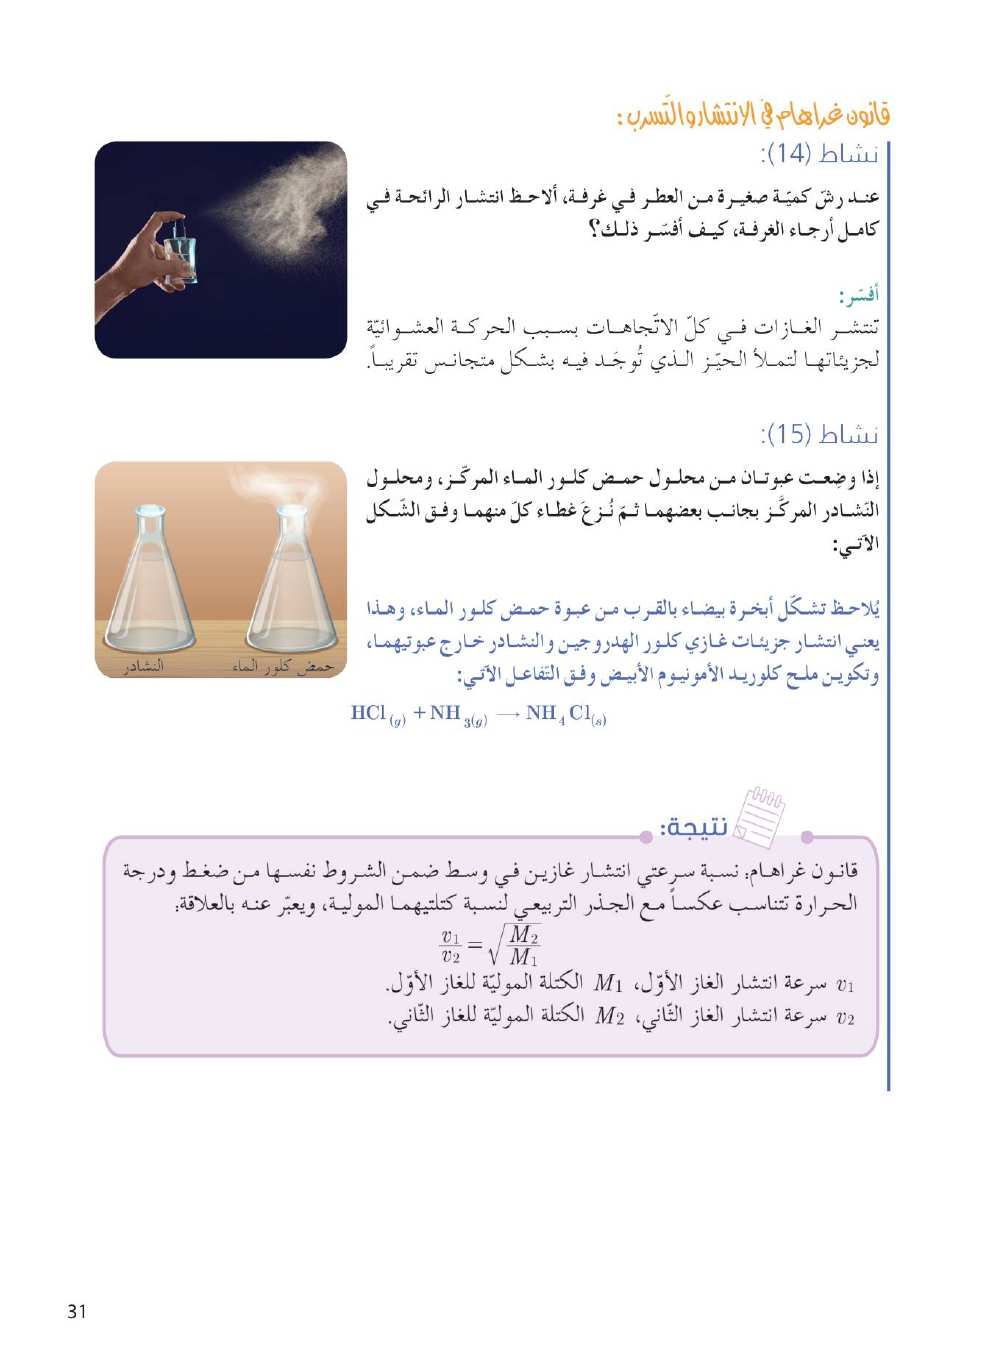 قانون غراهام في الانتشار والتّسرب:
نشاط (14):
عند رشّ كميّة صغيرة من العطر في غرفة، ألاحظ انتشار الرائحة في
كامل أرجاء الغرفة، كيف أفسّر ذلك؟
أفسّر:
تنتشر الغازات في كلّ الاتّجاهات بسبب الحركة العشوائيّة
لجزيئاتها لتملأ الحيّز الذي تُوجَد فيه بشكل متجانس تقريباً.
نشاط (15):
إذا وضِعت عبوتان من محلول حمض كلور الماء المركّز، ومحلول
النّشادر المركَّز بجانب بعضهما ثمّ نُزعَ غطاء كلّ منهما وفق الشّكل
الآتي:
حمض كلور الماء
النشادر
يُلاحظ تشكّل أبخرة بيضاء بالقرب من عبوة حمض كلور الماء، وهذا
يعني انتشار جزيئات غازي كلور الهدروجين والنشادر خارج عبوتيهما،
وتكوين ملح كلوريد الأمونيوم الأبيض وفق التّفاعل الآتي:
HCl(g) + NH3(g) → NH4Cl(s)
نتيجة:
قانون غراهام: نسبة سرعتي انتشار غازين في وسط ضمن الشروط نفسها من ضغط ودرجة
الحرارة تتناسب عكساً مع الجذر التربيعي لنسبة كتلتيهما المولية، ويعبّر عنه بالعلاقة:
v1/v2 = √(M2/M1)
v1 سرعة انتشار الغاز الأوّل، M1 الكتلة الموليّة للغاز الأوّل.
v2 سرعة انتشار الغاز الثّاني، M2 الكتلة الموليّة للغاز الثّاني.
31